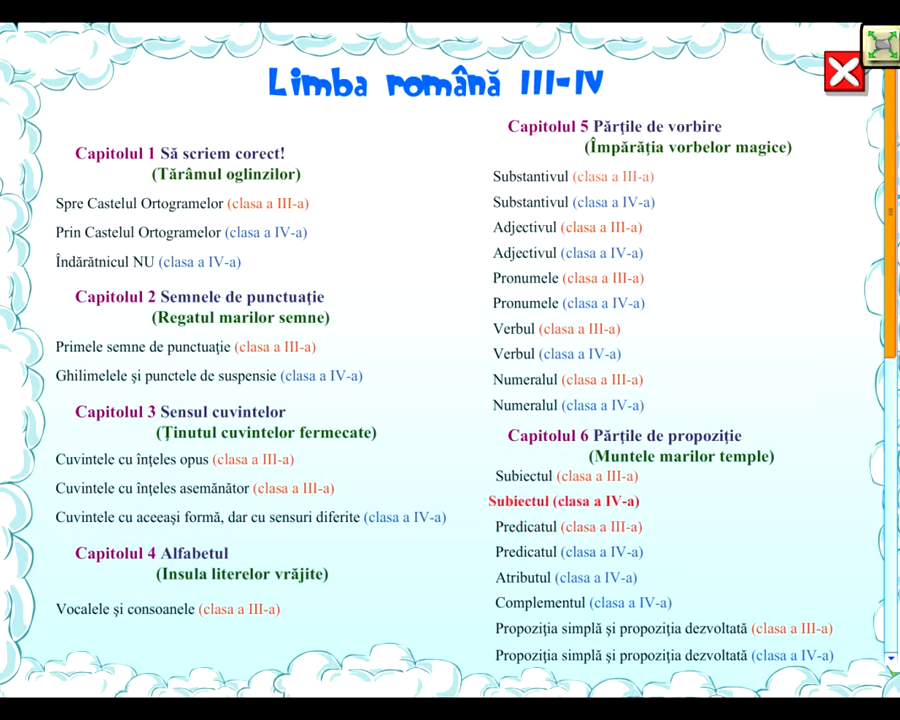 Limba română III-IV
Capitolul 1 Să scriem corect!
(Tărâmul oglinzilor)
Spre Castelul Ortogramelor (clasa a III-a)
Prin Castelul Ortogramelor (clasa a IV-a)
Îndărătnicul NU (clasa a IV-a)
Capitolul 2 Semnele de punctuație
(Regatul marilor semne)
Primele semne de punctuație (clasa a III-a)
Ghilimelele și punctele de suspensie (clasa a IV-a)
Capitolul 3 Sensul cuvintelor
(Ținutul cuvintelor fermecate)
Cuvintele cu înțeles opus (clasa a III-a)
Cuvintele cu înțeles asemănător (clasa a III-a)
Cuvintele cu aceeași formă, dar cu sensuri diferite (clasa a IV-a)
Capitolul 4 Alfabetul
(Insula literelor vrăjite)
Vocalele și consoanele (clasa a III-a)
Capitolul 5 Părțile de vorbire
(Împărăția vorbelor magice)
Substantivul (clasa a III-a)
Substantivul (clasa a IV-a)
Adjectivul (clasa a III-a)
Adjectivul (clasa a IV-a)
Pronumele (clasa a III-a)
Pronumele (clasa a IV-a)
Verbul (clasa a III-a)
Verbul (clasa a IV-a)
Numeralul (clasa a III-a)
Numeralul (clasa a IV-a)
Capitolul 6 Părțile de propoziție
(Muntele marilor temple)
Subiectul (clasa a III-a)
Subiectul (clasa a IV-a)
Predicatul (clasa a III-a)
Predicatul (clasa a IV-a)
Atributul (clasa a IV-a)
Complementul (clasa a IV-a)
Propoziția simplă și propoziția dezvoltată (clasa a III-a)
Propoziția simplă și propoziția dezvoltată (clasa a IV-a)